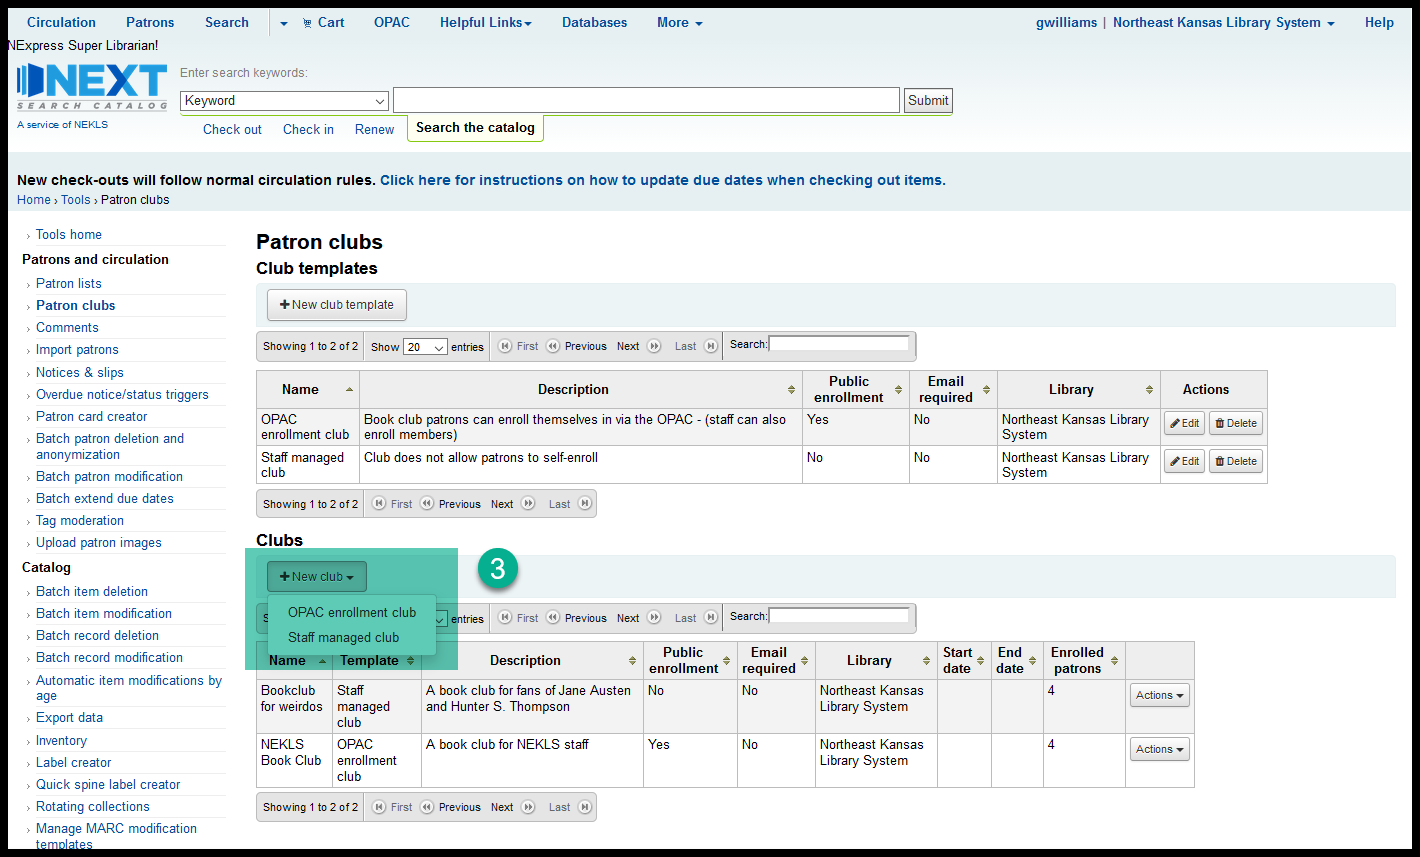 Circulation Patrons Search Cart OPAC Helpful Links Databases More gwilliams | Northeast Kansas Library System Help
NExpress Super Librarian!
NEXT
SEARCH CATALOG
A service of NEKLS
Enter search keywords:
Keyword Submit
Check out Check in Renew Search the catalog
New check-outs will follow normal circulation rules. Click here for instructions on how to update due dates when checking out items.
Home › Tools › Patron clubs
Tools home
Patrons and circulation
Patron lists
Patron clubs
Comments
Import patrons
Notices & slips
Overdue notice/status triggers
Patron card creator
Batch patron deletion and
anonymization
Batch patron modification
Batch extend due dates
Tag moderation
Upload patron images
Catalog
Batch item deletion
Batch item modification
Batch record deletion
Batch record modification
Automatic item modifications by
age
Export data
Inventory
Label creator
Quick spine label creator
Rotating collections
Manage MARC modification
templates
Patron clubs
Club templates
+ New club template
Showing 1 to 2 of 2 Show 20 entries First Previous Next Last Search:
Name Description Public enrollment Email required Library Actions
OPAC enrollment club Book club patrons can enroll themselves in via the OPAC - (staff can also enroll members) Yes No Northeast Kansas Library System Edit Delete
Staff managed club Club does not allow patrons to self-enroll No No Northeast Kansas Library System Edit Delete
Showing 1 to 2 of 2 First Previous Next Last
Clubs
+ New club
3
OPAC enrollment club
Staff managed club
entries First Previous Next Last Search:
Name Template Description Public enrollment Email required Library Start date End date Enrolled patrons
Bookclub for weirdos Staff managed club A book club for fans of Jane Austen and Hunter S. Thompson No No Northeast Kansas Library System 4 Actions
NEKLS Book Club OPAC enrollment club A book club for NEKLS staff Yes No Northeast Kansas Library System 4 Actions
Showing 1 to 2 of 2 First Previous Next Last